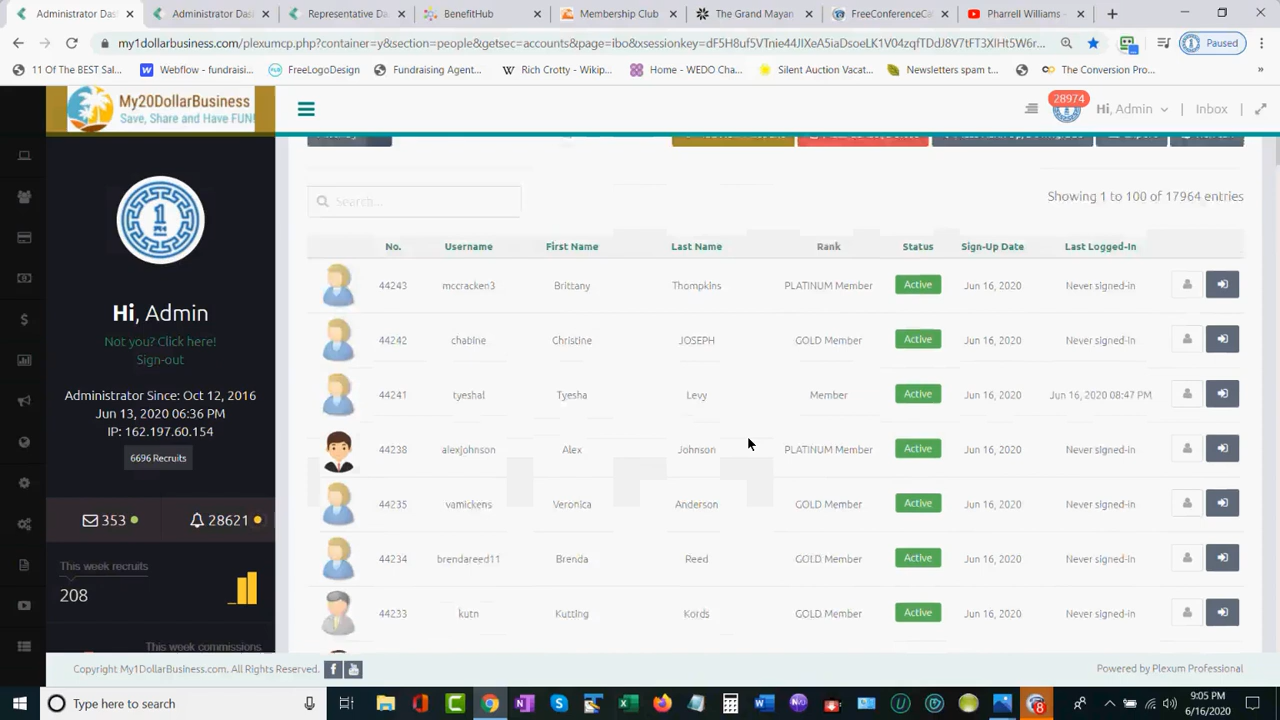 Administrator Das
Administrator Dasl
Representative Da
BenefitHub
Membership Club
The Grand Mayan
FreeConferenceCa
Pharrell Williams -
my1dollarbusiness.com/plexumcp.php?container=y&section=people&getsec=accounts&page=ibo&xsessionkey=dF5H8uf5VTnie44JIXeA5iaDsoeLK1V04zqfTDdJ8V7tFT3XIHt5W6r...
Paused
11 Of The BEST Sal...
Webflow - fundraisi...
FreeLogoDesign
Fundraising Agent...
Rich Crotty - Wikip...
Home - WEDO Cha...
Silent Auction Vacat...
Newsletters spam t...
The Conversion Pro...
My20DollarBusiness
Save, Share and Have FUN!
28974
Hi, Admin
Inbox
Search...
Showing 1 to 100 of 17964 entries
No. Username First Name Last Name Rank Status Sign-Up Date Last Logged-In
44243 mccracken3 Brittany Thompkins PLATINUM Member Active Jun 16, 2020 Never signed-in
44242 chabine Christine JOSEPH GOLD Member Active Jun 16, 2020 Never signed-in
44241 tyeshal Tyesha Levy Member Active Jun 16, 2020 Jun 16, 2020 08:47 PM
44238 alexjohnson Alex Johnson PLATINUM Member Active Jun 16, 2020 Never signed-in
44235 vamickens Veronica Anderson GOLD Member Active Jun 16, 2020 Never signed-in
44234 brendareed11 Brenda Reed GOLD Member Active Jun 16, 2020 Never signed-in
44233 kutn Kutting Kords GOLD Member Active Jun 16, 2020 Never signed-in
1
Hi, Admin
Not you? Click here!
Sign-out
Administrator Since: Oct 12, 2016
Jun 13, 2020 06:36 PM
IP: 162.197.60.154
6696 Recruits
353
28621
This week recruits
208
This week commissions
Copyright My1DollarBusiness.com, All Rights Reserved.
Powered by Plexum Professional
Type here to search
9:05 PM
6/16/2020